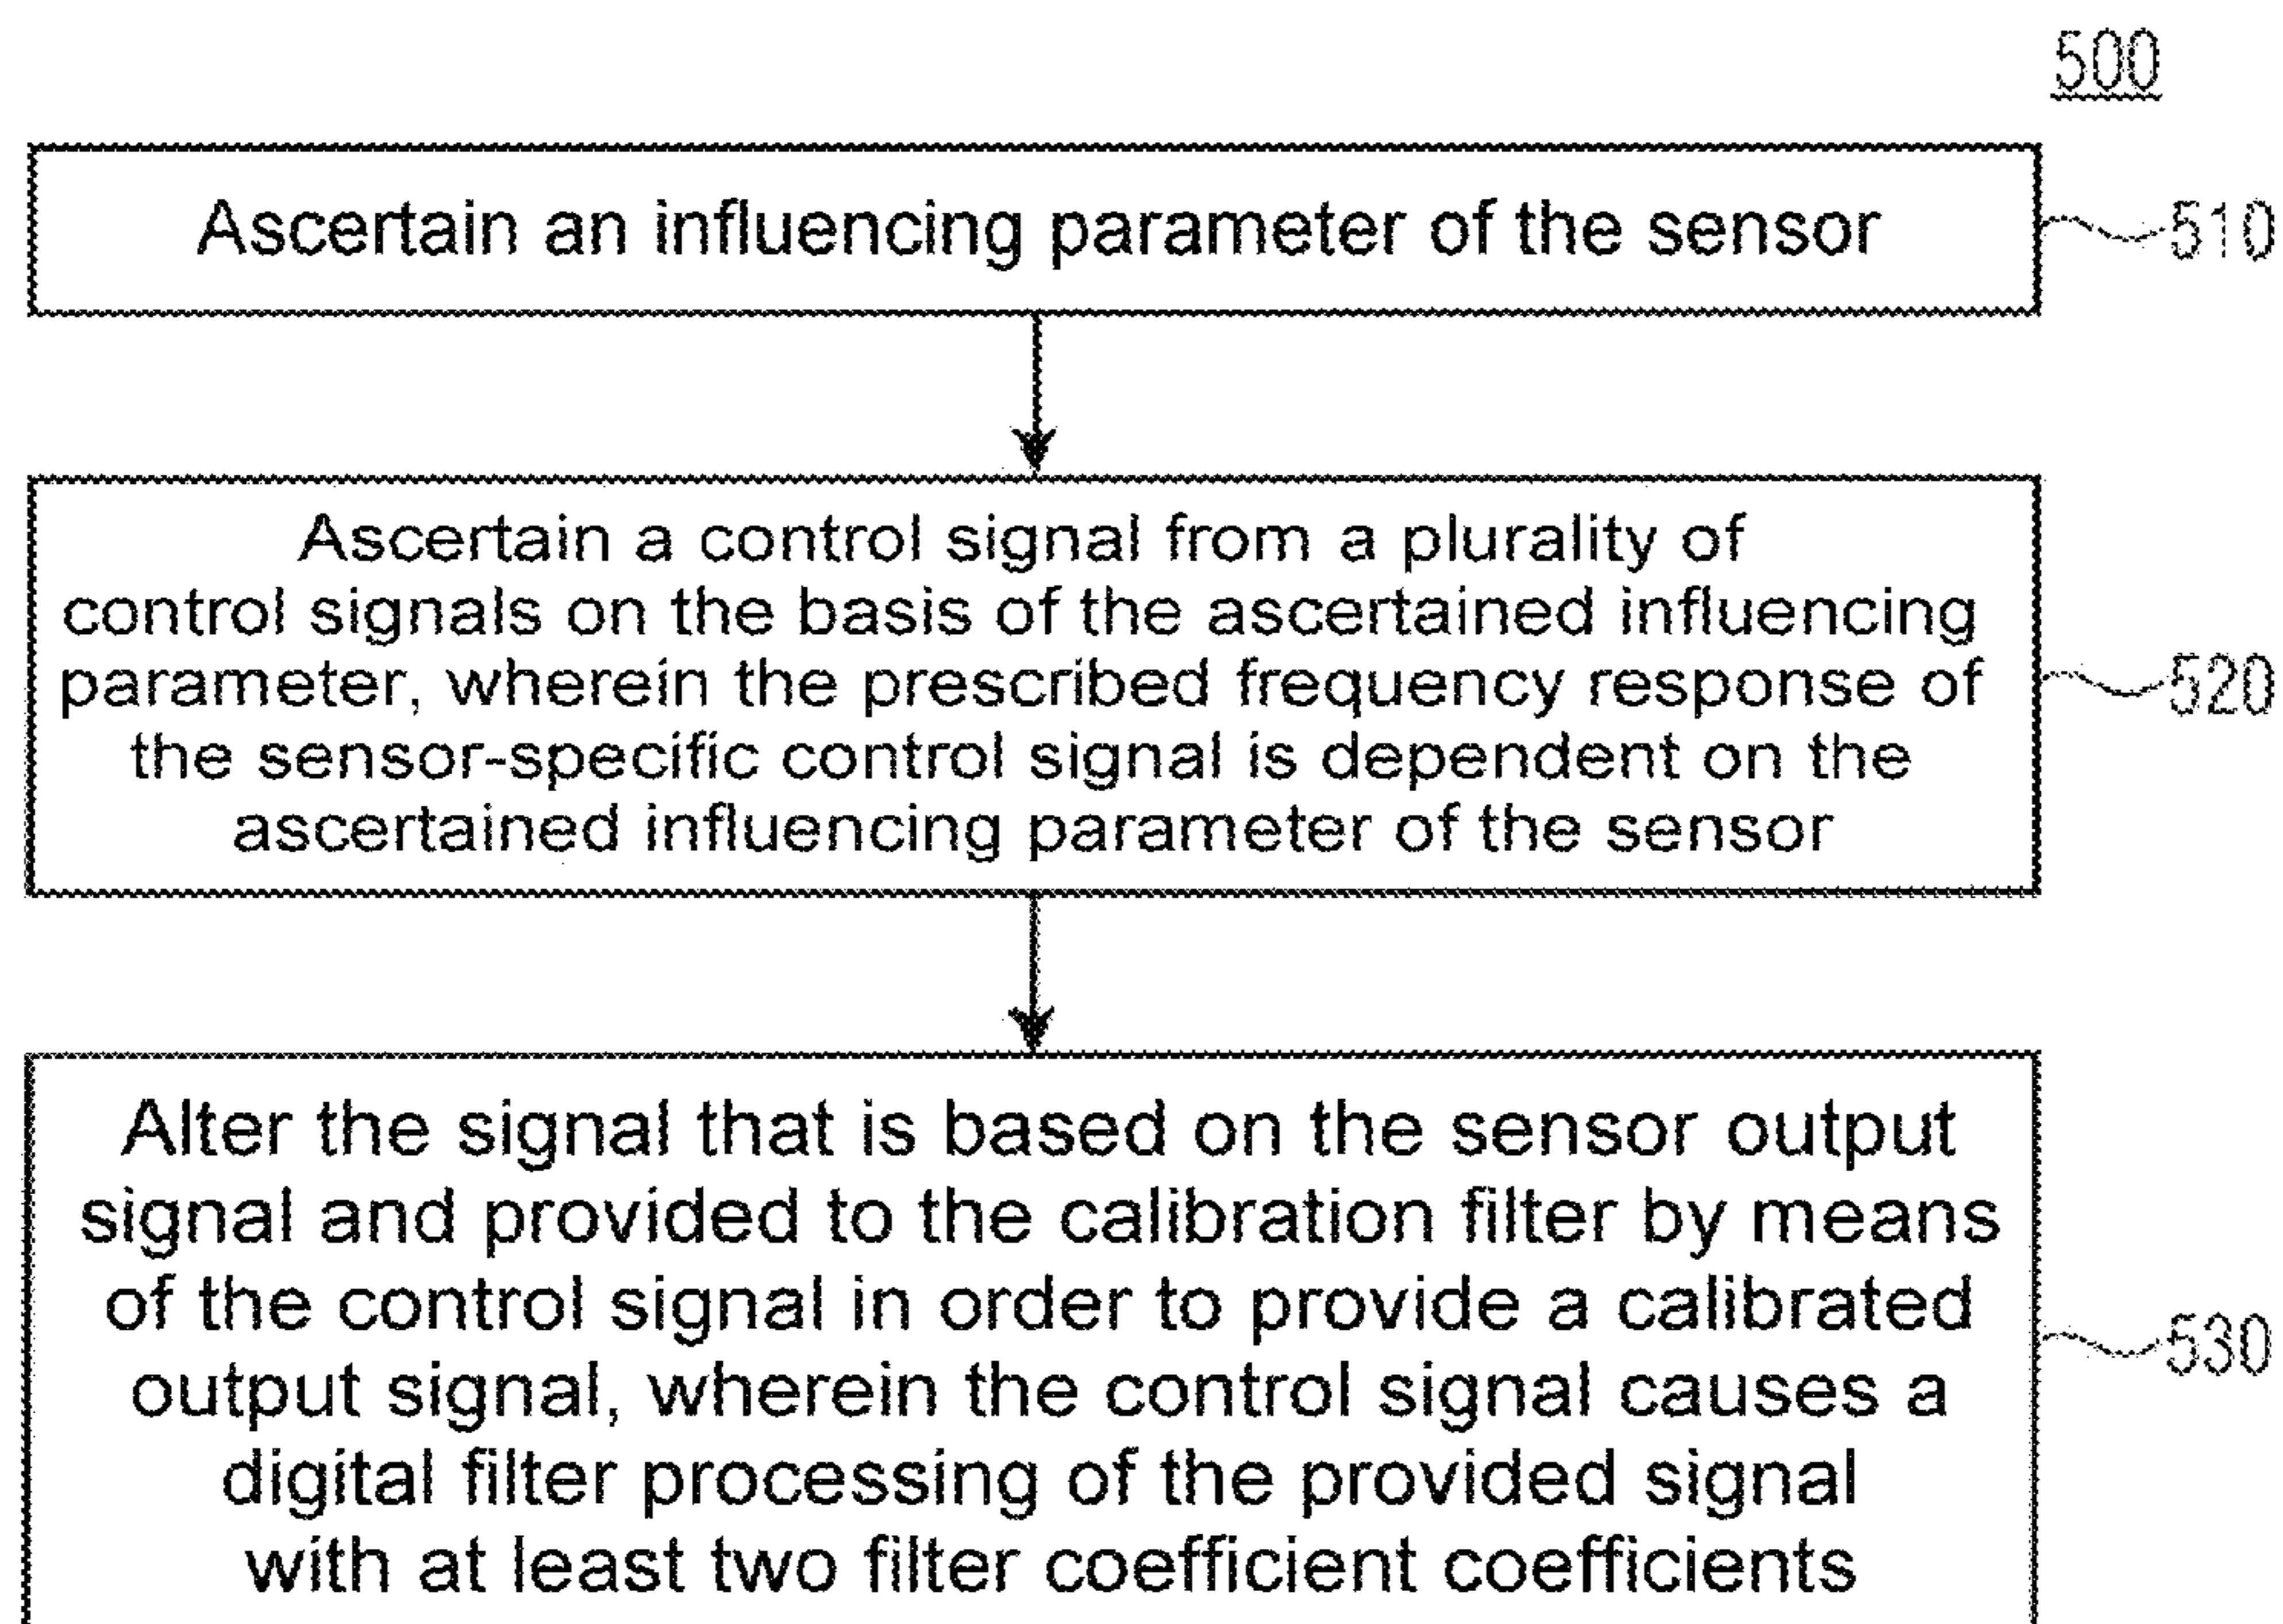 500
Ascertain an influencing parameter of the sensor
510
Ascertain a control signal from a plurality of
control signals on the basis of the ascertained influencing
parameter, wherein the prescribed frequency response of
the sensor-specific control signal is dependent on the
ascertained influencing parameter of the sensor
520
Alter the signal that is based on the sensor output
signal and provided to the calibration filter by means
of the control signal in order to provide a calibrated
output signal, wherein the control signal causes a
digital filter processing of the provided signal
with at least two filter coefficient coefficients
530